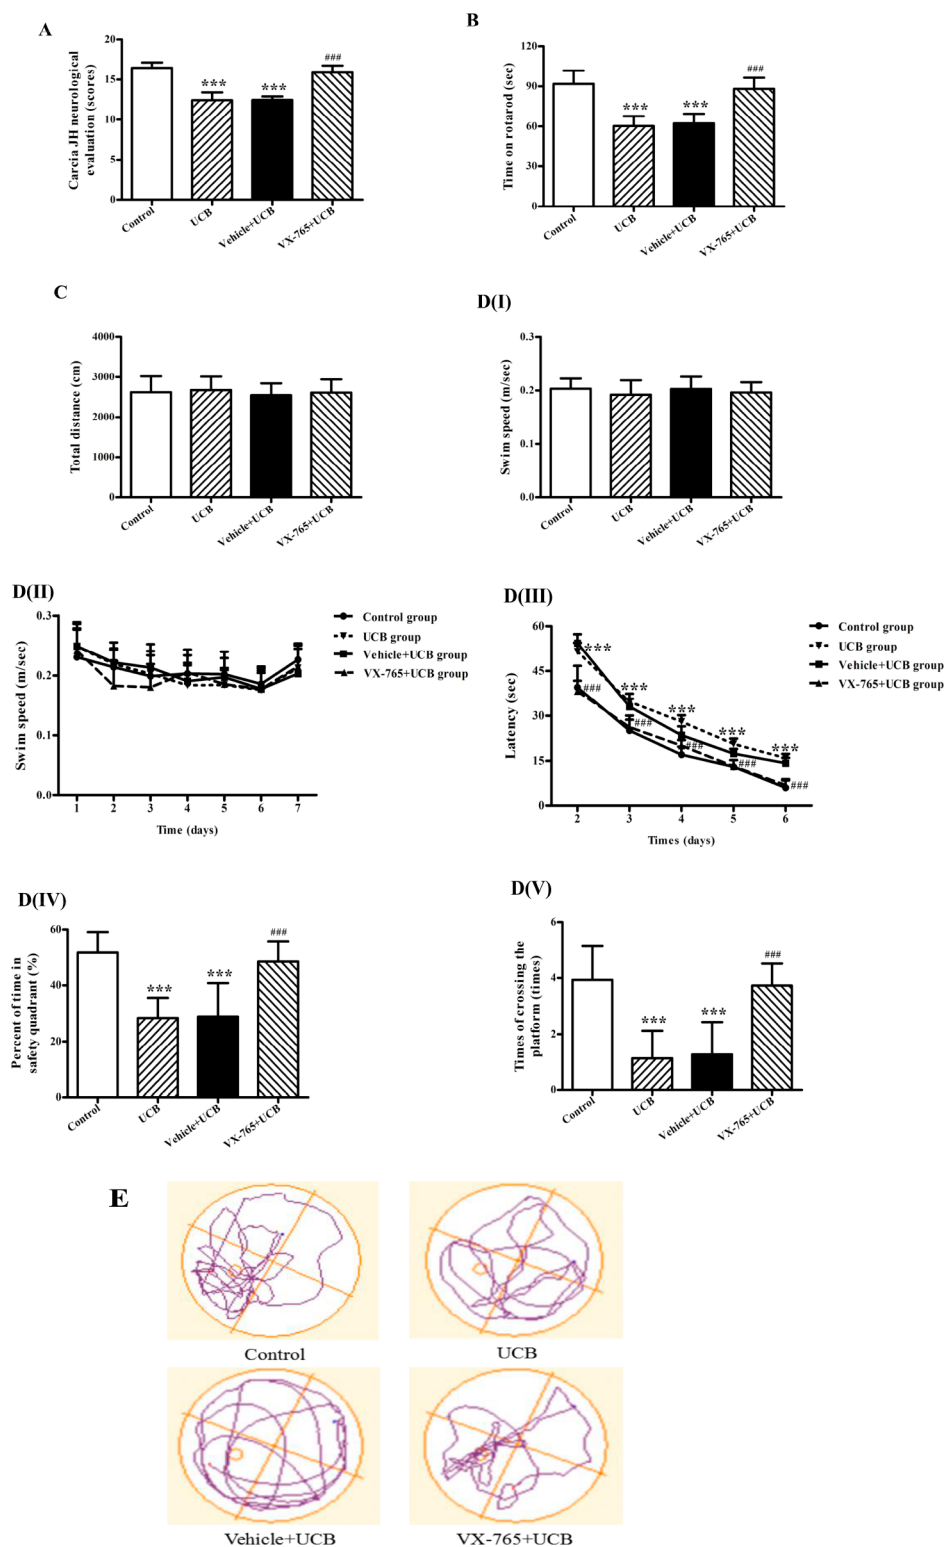 A
Carcia JH neurological
evaluation (scores)
20
15
10
5
0
***
***
###
Control
UCB
Vehicle+UCB
VX-765+UCB
B
Time on rotarod (sec)
120
90
60
30
0
***
***
###
Control
UCB
Vehicle+UCB
VX-765+UCB
C
Total distance (cm)
4000
3000
2000
1000
0
Control
UCB
Vehicle+UCB
VX-765+UCB
D(I)
Swim speed (m/sec)
0.3
0.2
0.1
0.0
Control
UCB
Vehicle+UCB
VX-765+UCB
D(II)
Swim speed (m/sec)
0.3
0.2
0.1
0.0
1 2 3 4 5 6 7
Time (days)
Control group
UCB group
Vehicle+UCB group
VX-765+UCB group
D(III)
Latency (sec)
60
45
30
15
0
***
***
***
***
***
###
###
###
###
###
2 3 4 5 6
Times (days)
Control group
UCB group
Vehicle+UCB group
VX-765+UCB group
D(IV)
Percent of time in
safety quadrant (%)
60
40
20
0
***
***
###
Control
UCB
Vehicle+UCB
VX-765+UCB
D(V)
Times of crossing the
platform (times)
6
4
2
0
***
***
###
Control
UCB
Vehicle+UCB
VX-765+UCB
E
Control
UCB
Vehicle+UCB
VX-765+UCB